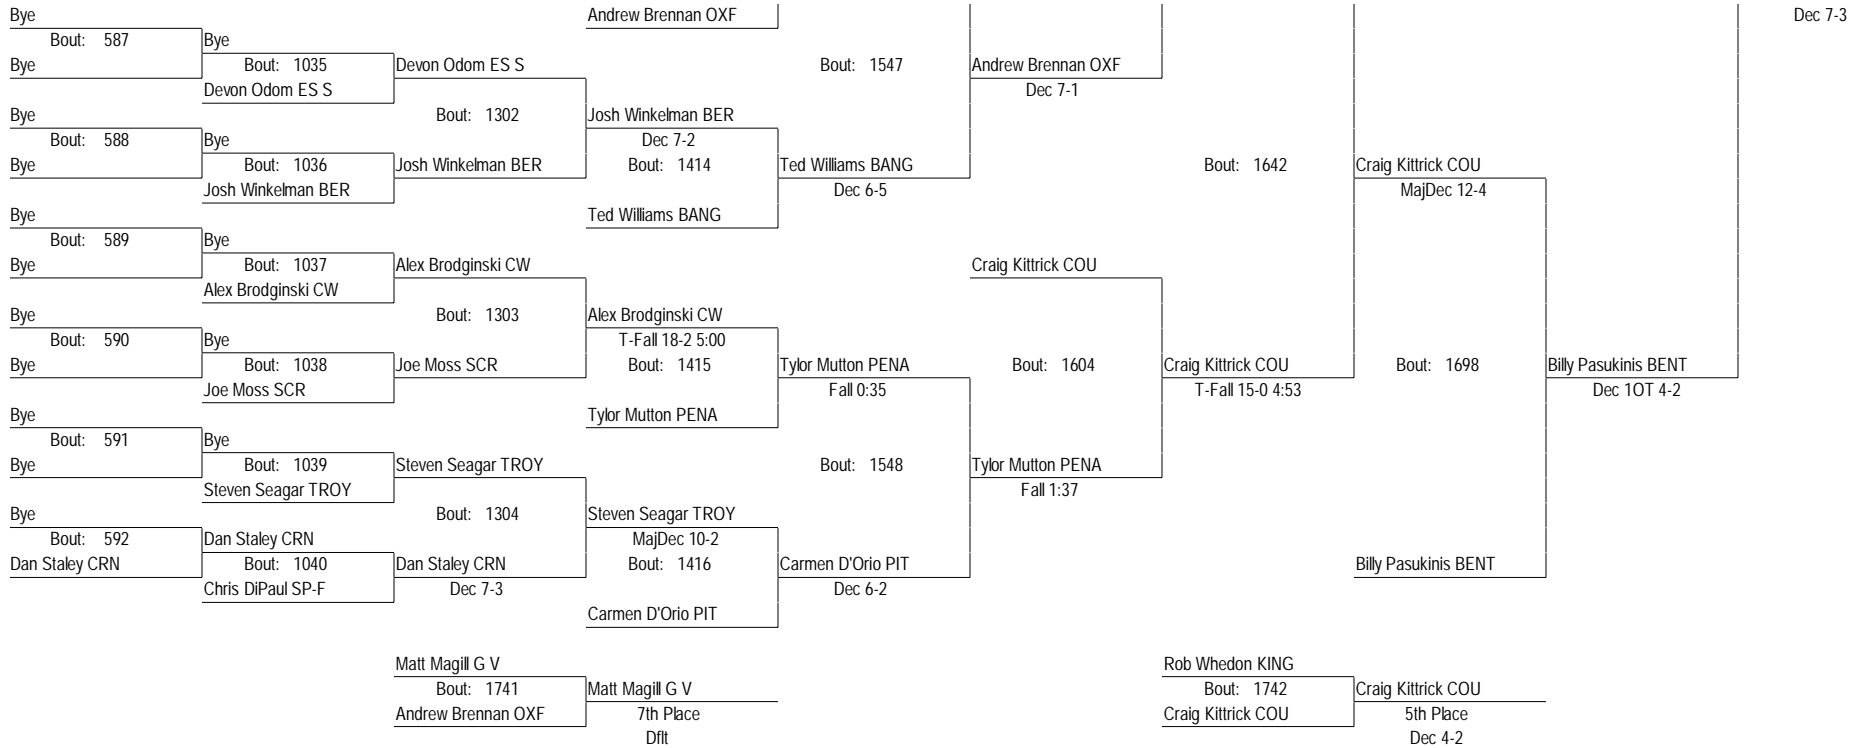 Bye Andrew Brennan OXF Dec 7-3
Bout: 587 Bye
Bye Bout: 1035 Devon Odom ES S Bout: 1547 Andrew Brennan OXF
Devon Odom ES S Dec 7-1
Bye Bout: 1302 Josh Winkelman BER
Bout: 588 Bye Dec 7-2
Bye Bout: 1036 Josh Winkelman BER Bout: 1414 Ted Williams BANG Bout: 1642 Craig Kittrick COU
Josh Winkelman BER Dec 6-5 MajDec 12-4
Bye Ted Williams BANG
Bout: 589 Bye
Bye Bout: 1037 Alex Brodginski CW Craig Kittrick COU
Alex Brodginski CW
Bye Bout: 1303 Alex Brodginski CW
Bout: 590 Bye T-Fall 18-2 5:00
Bye Bout: 1038 Joe Moss SCR Bout: 1415 Tylor Mutton PENA Bout: 1604 Craig Kittrick COU Bout: 1698 Billy Pasukinis BENT
Joe Moss SCR Fall 0:35 T-Fall 15-0 4:53 Dec 1OT 4-2
Bye Tylor Mutton PENA
Bout: 591 Bye
Bye Bout: 1039 Steven Seagar TROY Bout: 1548 Tylor Mutton PENA
Steven Seagar TROY Fall 1:37
Bye Bout: 1304 Steven Seagar TROY
Bout: 592 Dan Staley CRN MajDec 10-2
Dan Staley CRN Bout: 1040 Dan Staley CRN Bout: 1416 Carmen D'Orio PIT Billy Pasukinis BENT
Chris DiPaul SP-F Dec 7-3 Dec 6-2
Carmen D'Orio PIT
Matt Magill G V Rob Whedon KING
Bout: 1741 Matt Magill G V Bout: 1742 Craig Kittrick COU
Andrew Brennan OXF 7th Place Craig Kittrick COU 5th Place
Dflt Dec 4-2